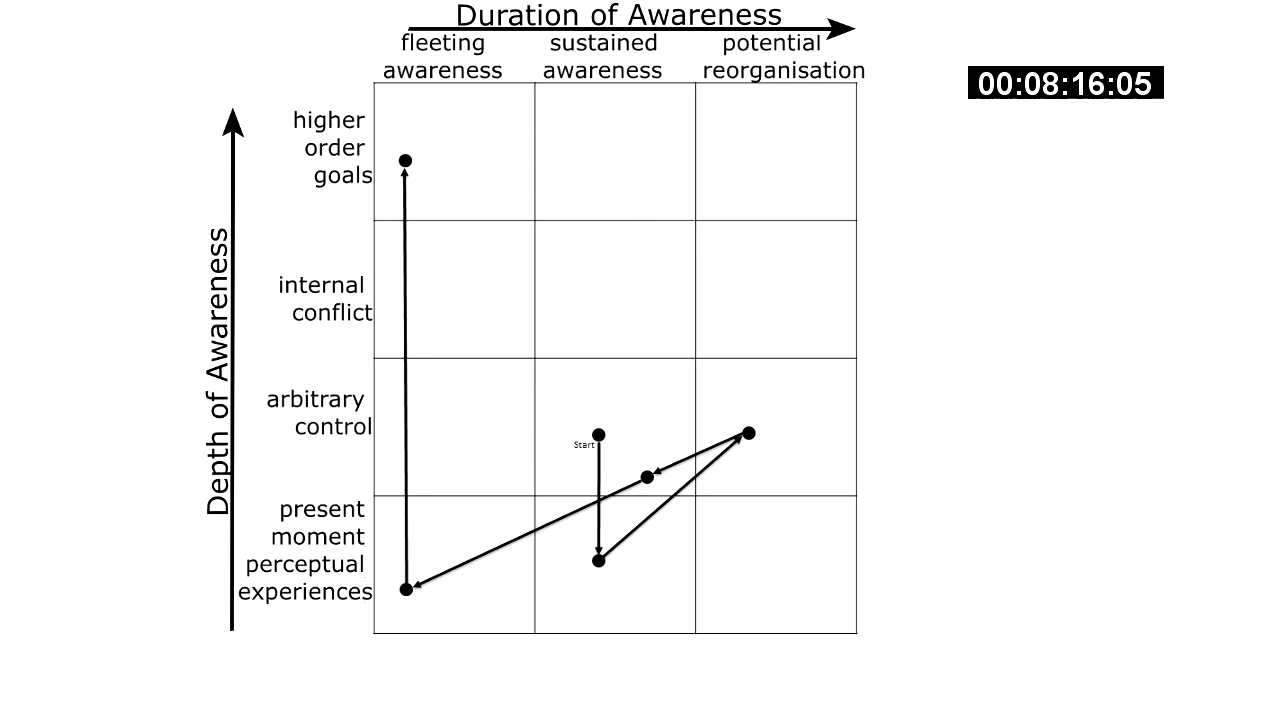 Duration of Awareness
fleeting awareness
sustained awareness
potential reorganisation
00:08:16:05
Depth of Awareness
higher
order
goals
internal
conflict
arbitrary
control
Start
present
moment
perceptual
experiences